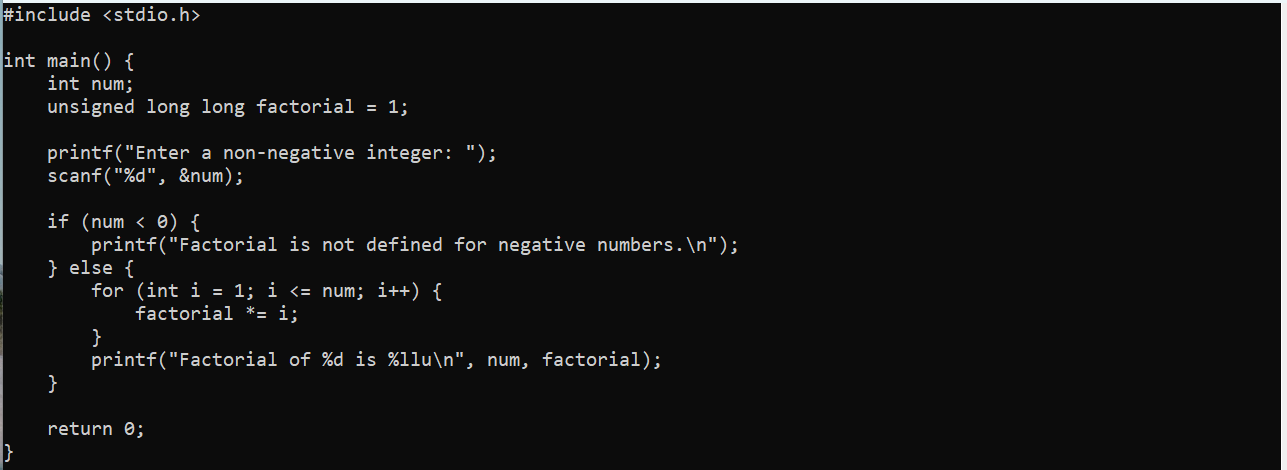 #include <stdio.h>

int main() {
    int num;
    unsigned long long factorial = 1;

    printf("Enter a non-negative integer: ");
    scanf("%d", &num);

    if (num < 0) {
        printf("Factorial is not defined for negative numbers.\n");
    } else {
        for (int i = 1; i <= num; i++) {
            factorial *= i;
        }
        printf("Factorial of %d is %llu\n", num, factorial);
    }

    return 0;
}